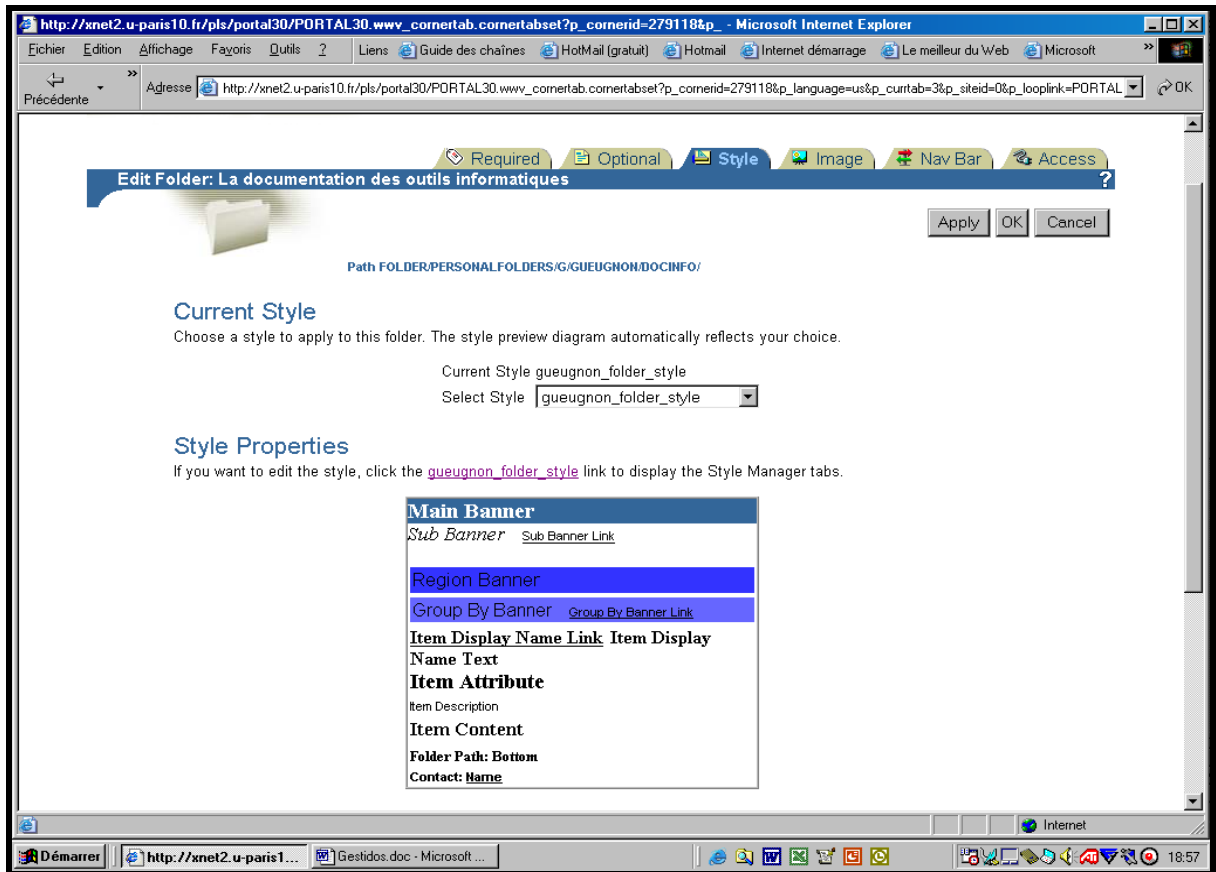 http://xnet2.u-paris10.fr/pls/portal30/PORTAL30.wwv_cornertab.cornertabset?p_cornerid=279118&p_ - Microsoft Internet Explorer
Fichier Edition Affichage Favoris Outils ? Liens Guide des chaînes HotMail (gratuit) Hotmail Internet démarrage Le meilleur du Web Microsoft »
Précédente » Adresse http://xnet2.u-paris10.fr/pls/portal30/PORTAL30.wwv_cornertab.cornertabset?p_cornerid=279118&p_language=us&p_currtab=3&p_siteid=0&p_looplink=PORTAL OK
Required Optional Style Image Nav Bar Access
Edit Folder: La documentation des outils informatiques ?
Apply OK Cancel
Path FOLDER/PERSONALFOLDERS/G/GUEUGNON/DOCINFO/
Current Style
Choose a style to apply to this folder. The style preview diagram automatically reflects your choice.
Current Style gueugnon_folder_style
Select Style gueugnon_folder_style
Style Properties
If you want to edit the style, click the gueugnon_folder_style link to display the Style Manager tabs.
Main Banner
Sub Banner Sub Banner Link
Region Banner
Group By Banner Group By Banner Link
Item Display Name Link Item Display
Name Text
Item Attribute
Item Description
Item Content
Folder Path: Bottom
Contact: Name
Internet
Démarrer http://xnet2.u-paris1... Gestidos.doc - Microsoft ... 18:57